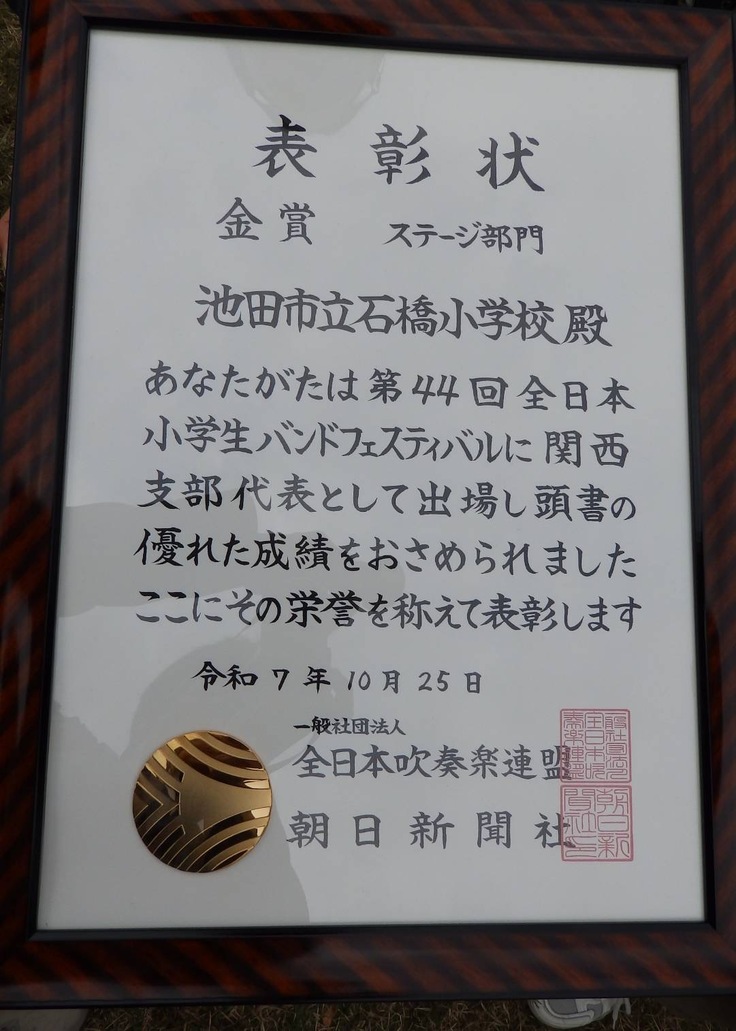 表彰状
金賞 ステージ部門
池田市立石橋小学校殿
あなたがたは第44回全日本
小学生バンドフェスティバルに関西
支部代表として出場し頭書の
優れた成績をおさめられました
ここにその栄誉を称えて表彰します
令和7年10月25日
一般社団法人
全日本吹奏楽連盟
朝日新聞社